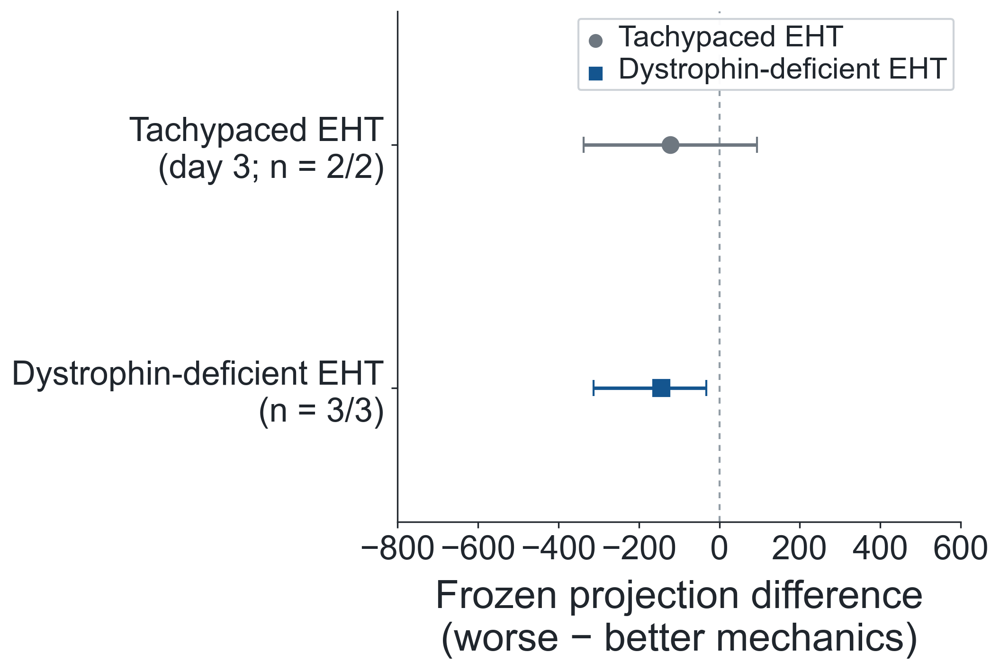 Tachypaced EHT
Dystrophin-deficient EHT
Tachypaced EHT
(day 3; n = 2/2)
Dystrophin-deficient EHT
(n = 3/3)
−800 −600 −400 −200 0 200 400 600
Frozen projection difference
(worse − better mechanics)